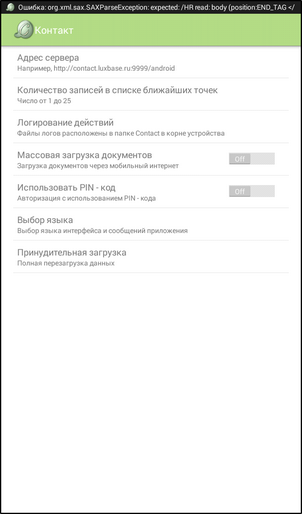 Ошибка: org.xml.sax.SAXParseException: expected: /HR read: body (position:END_TAG </
Контакт
Адрес сервера
Например, http://contact.luxbase.ru:9999/android
Количество записей в списке ближайших точек
Число от 1 до 25
Логирование действий
Файлы логов расположены в папке Contact в корне устройства
Массовая загрузка документов
Загрузка документов через мобильный интернет
Off
Использовать PIN - код
Авторизация с использованием PIN - кода
Off
Выбор языка
Выбор языка интерфейса и сообщений приложения
Принудительная загрузка
Полная перезагрузка данных